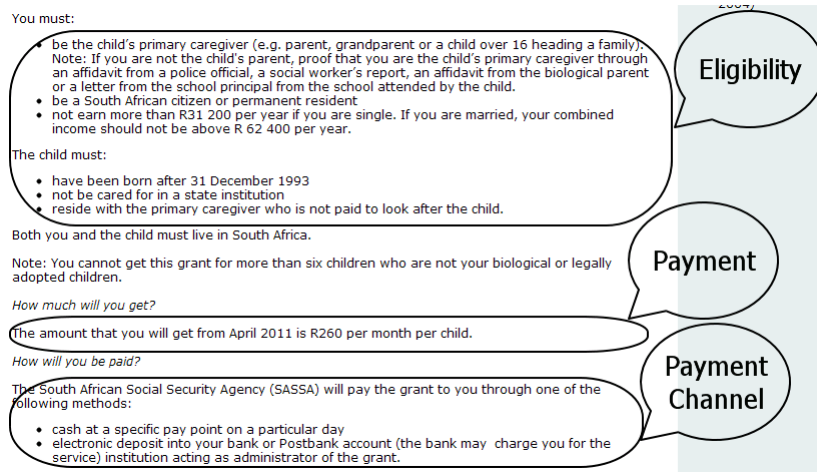 2004)
You must:
be the child's primary caregiver (e.g. parent, grandparent or a child over 16 heading a family).
Note: If you are not the child's parent, proof that you are the child's primary caregiver through
an affidavit from a police official, a social worker's report, an affidavit from the biological parent
or a letter from the school principal from the school attended by the child.
be a South African citizen or permanent resident
not earn more than R31 200 per year if you are single. If you are married, your combined
income should not be above R 62 400 per year.
Eligibility
The child must:
have been born after 31 December 1993
not be cared for in a state institution
reside with the primary caregiver who is not paid to look after the child.
Both you and the child must live in South Africa.
Note: You cannot get this grant for more than six children who are not your biological or legally
adopted children.
Payment
How much will you get?
The amount that you will get from April 2011 is R260 per month per child.
How will you be paid?
The South African Social Security Agency (SASSA) will pay the grant to you through one of the
following methods:
cash at a specific pay point on a particular day
electronic deposit into your bank or Postbank account (the bank may charge you for the
service) institution acting as administrator of the grant.
Payment
Channel